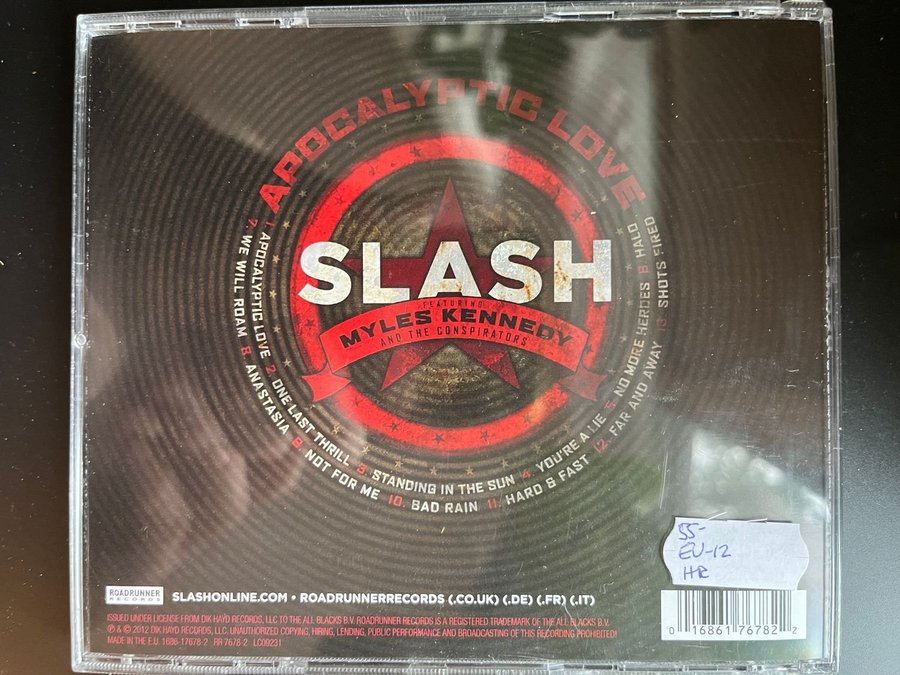 APOCALYPTIC LOVE
SLASH
FEATURING
MYLES KENNEDY
AND THE CONSPIRATORS
1. APOCALYPTIC LOVE 2. ONE LAST THRILL 3. STANDING IN THE SUN 4. YOU'RE A LIE 5. NO MORE HEROES 6. HALO
7. WE WILL ROAM 8. ANASTASIA 9. NOT FOR ME 10. BAD RAIN 11. HARD & FAST 12. FAR AND AWAY 13. SHOTS FIRED
55-
EU-12
HR
ROADRUNNER RECORDS
SLASHONLINE.COM • ROADRUNNERRECORDS (.CO.UK) (.DE) (.FR) (.IT)
ISSUED UNDER LICENSE FROM DIK HAYD RECORDS, LLC TO THE ALL BLACKS B.V. ROADRUNNER RECORDS IS A REGISTERED TRADEMARK OF THE ALL BLACKS B.V.
℗ & © 2012 DIK HAYD RECORDS, LLC. UNAUTHORIZED COPYING, HIRING, LENDING, PUBLIC PERFORMANCE AND BROADCASTING OF THIS RECORDING PROHIBITED!
MADE IN THE E.U. 1686-17678-2 RR 7678-2 LC09231
0 16861 76782 2